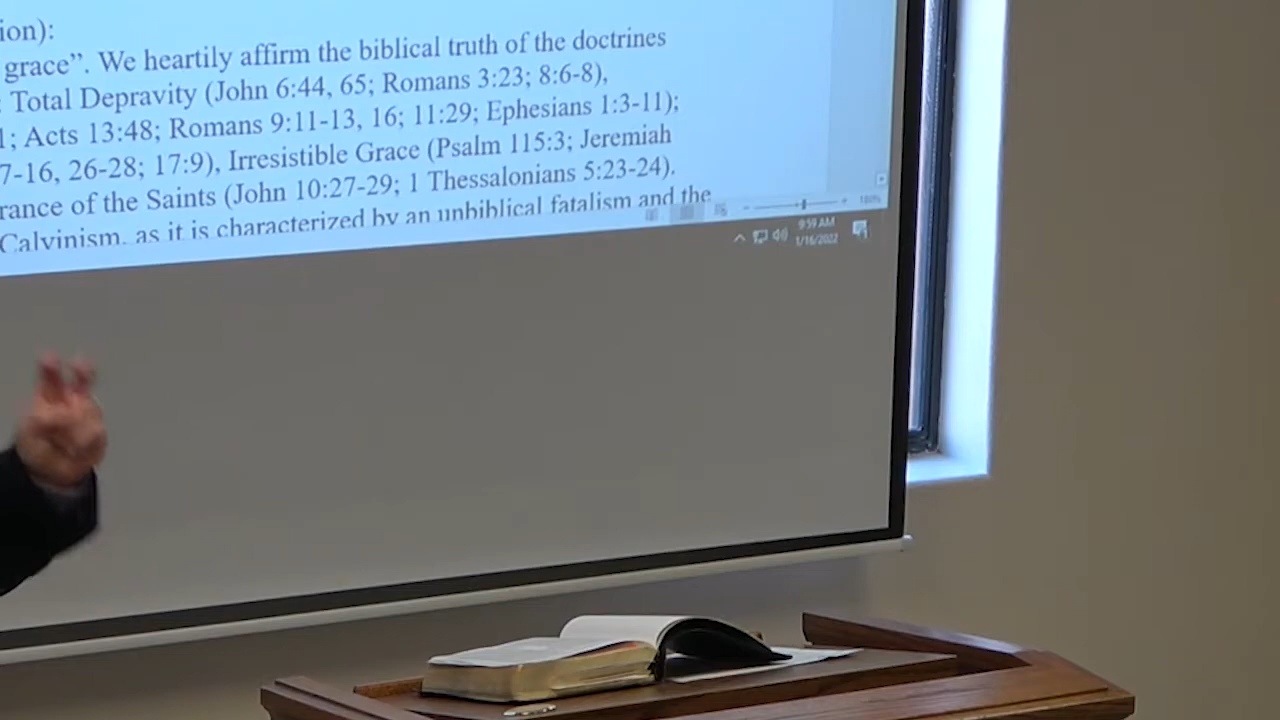 ion):
grace”. We heartily affirm the biblical truth of the doctrines
: Total Depravity (John 6:44, 65; Romans 3:23; 8:6-8),
1; Acts 13:48; Romans 9:11-13, 16; 11:29; Ephesians 1:3-11);
7-16, 26-28; 17:9), Irresistible Grace (Psalm 115:3; Jeremiah
rance of the Saints (John 10:27-29; 1 Thessalonians 5:23-24).
Calvinism, as it is characterized by an unbiblical fatalism and the
100%
9:59 AM
1/16/2022